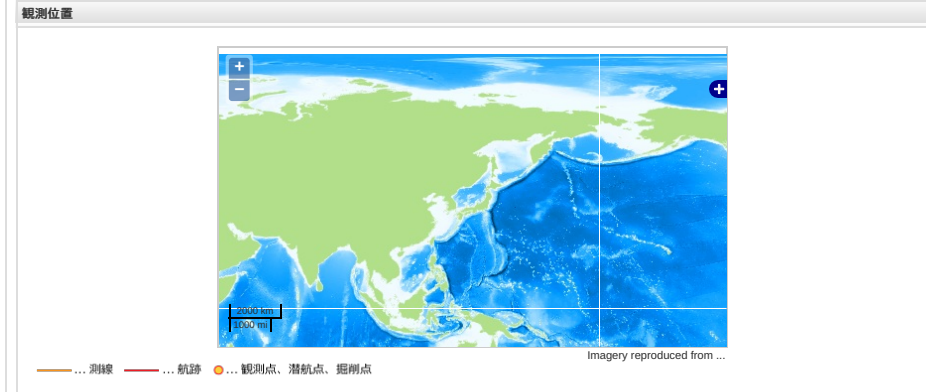 観測位置
+
−
+
2000 km
1000 mi
Imagery reproduced from ...
... 測線 ... 航跡 ... 観測点、潜航点、掘削点